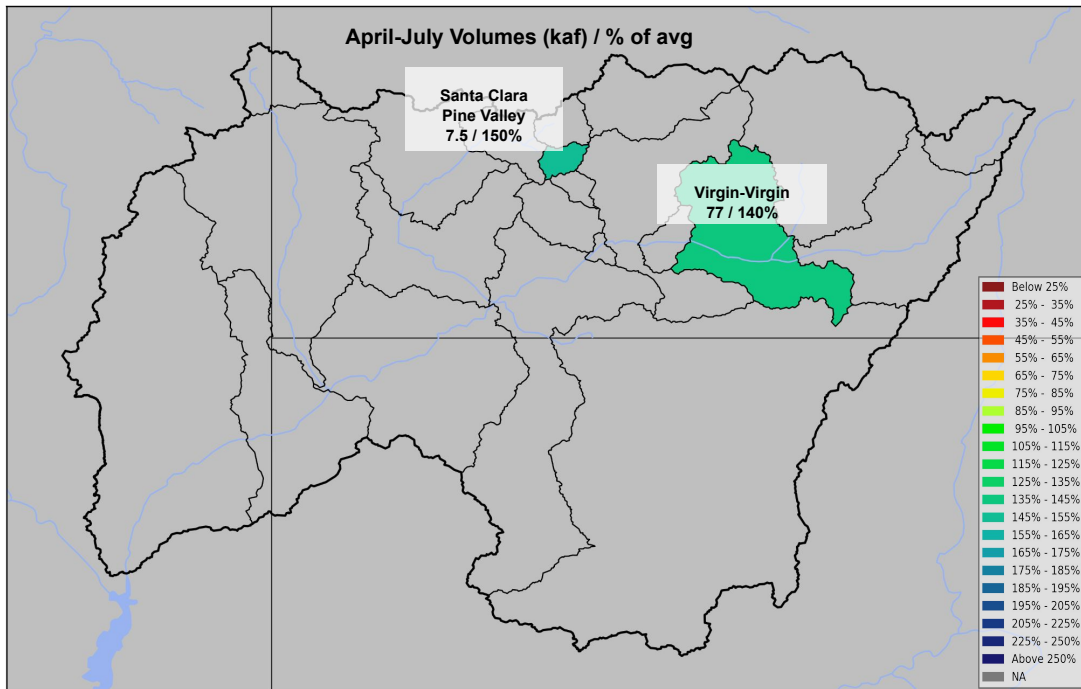 April-July Volumes (kaf) / % of avg
Santa Clara
Pine Valley
7.5 / 150%
Virgin-Virgin
77 / 140%
Below 25%
25% - 35%
35% - 45%
45% - 55%
55% - 65%
65% - 75%
75% - 85%
85% - 95%
95% - 105%
105% - 115%
115% - 125%
125% - 135%
135% - 145%
145% - 155%
155% - 165%
165% - 175%
175% - 185%
185% - 195%
195% - 205%
205% - 225%
225% - 250%
Above 250%
NA